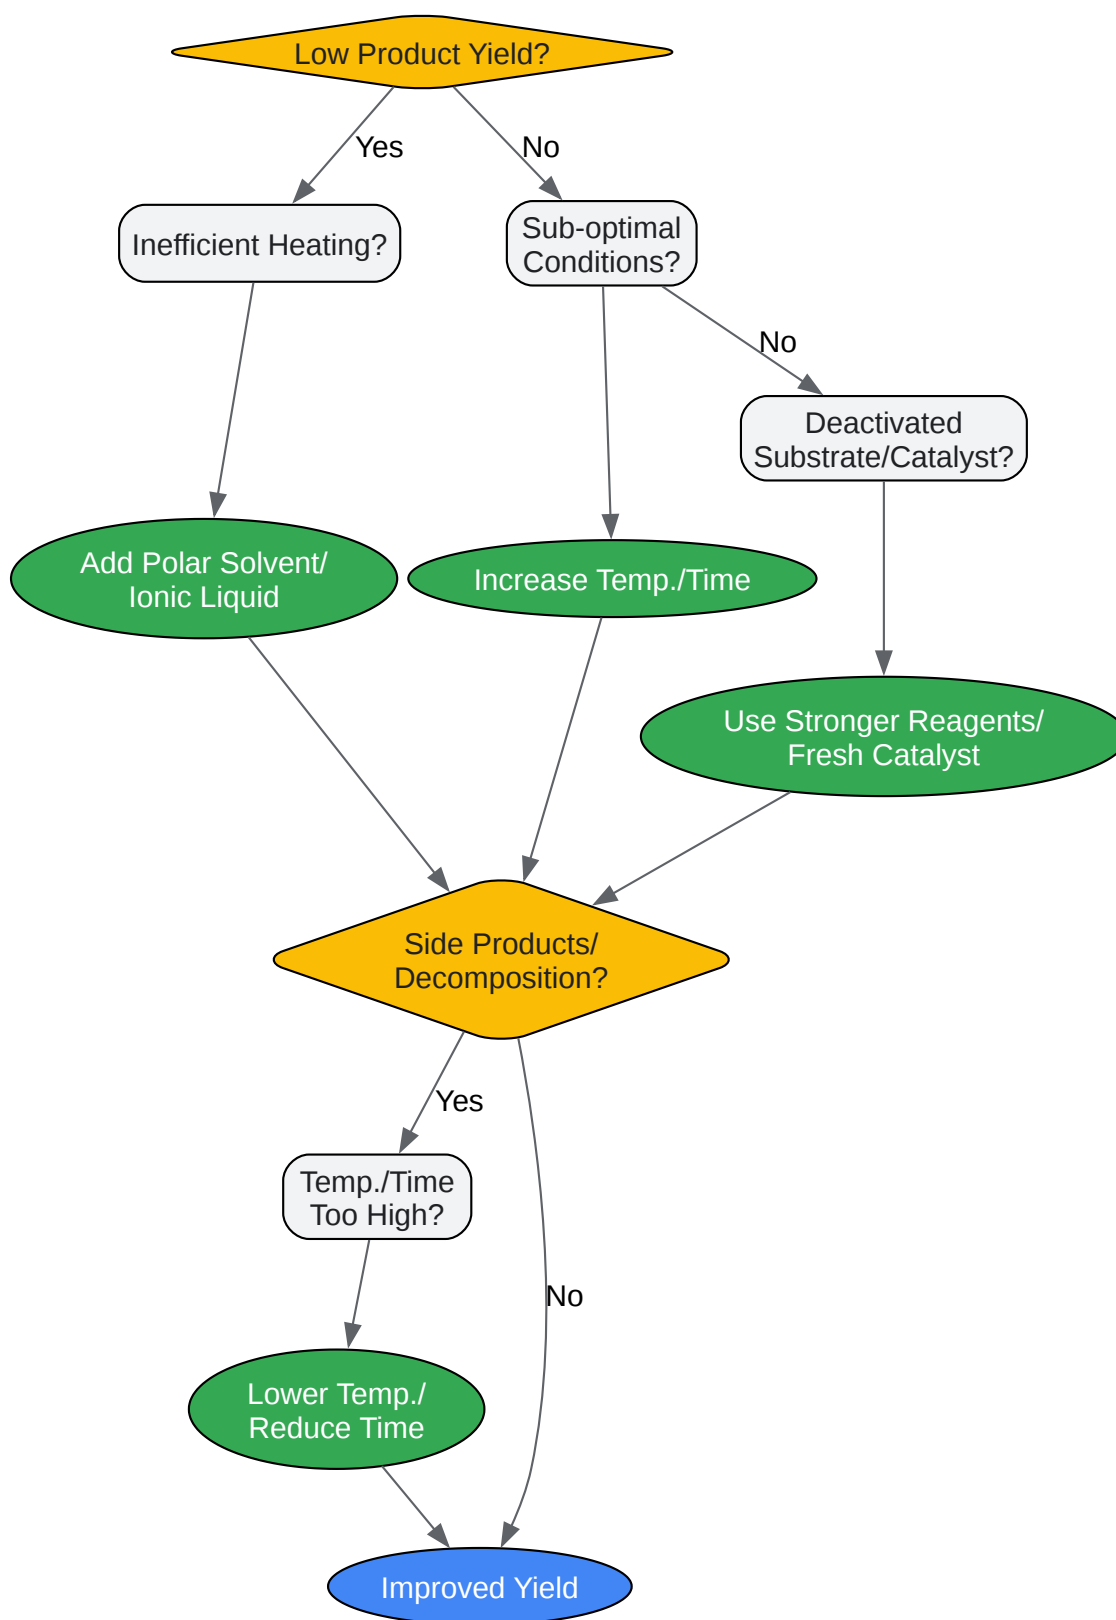 Low Product Yield?
Yes
No
Inefficient Heating?
Sub-optimal
Conditions?
No
Deactivated
Substrate/Catalyst?
Add Polar Solvent/
Ionic Liquid
Increase Temp./Time
Use Stronger Reagents/
Fresh Catalyst
Side Products/
Decomposition?
Yes
Temp./Time
Too High?
No
Lower Temp./
Reduce Time
Improved Yield